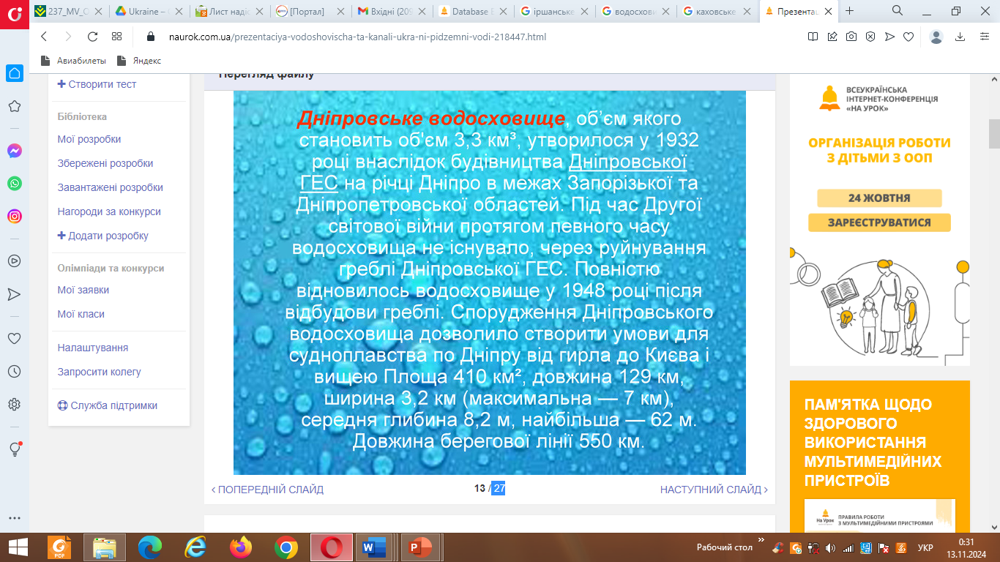 237_MV_Q
Ukraine –
Лист надіс
[Портал]
Вхідні (209
Database
іршанське
водосхови
каховське
Презентац
naurok.com.ua/prezentaciya-vodoshovischa-ta-kanali-ukra-ni-pidzemni-vodi-218447.html
Авиабилеты
Яндекс
Створити тест
Бібліотека
Мої розробки
Збережені розробки
Завантажені розробки
Нагороди за конкурси
Додати розробку
Олімпіади та конкурси
Мої заявки
Мої класи
Налаштування
Запросити колегу
Служба підтримки
Перегляд файлу
Дніпровське водосховище, об’єм якого
становить об'єм 3,3 км³, утворилося у 1932
році внаслідок будівництва Дніпровської
ГЕС на річці Дніпро в межах Запорізької та
Дніпропетровської областей. Під час Другої
світової війни протягом певного часу
водосховища не існувало, через руйнування
греблі Дніпровської ГЕС. Повністю
відновилось водосховище у 1948 році після
відбудови греблі. Спорудження Дніпровського
водосховища дозволило створити умови для
судноплавства по Дніпру від гирла до Києва і
вищею Площа 410 км², довжина 129 км,
ширина 3,2 км (максимальна — 7 км),
середня глибина 8,2 м, найбільша — 62 м.
Довжина берегової лінії 550 км.
‹ ПОПЕРЕДНІЙ СЛАЙД
13 / 27
НАСТУПНИЙ СЛАЙД ›
ВСЕУКРАЇНСЬКА
ІНТЕРНЕТ-КОНФЕРЕНЦІЯ
«НА УРОК»
ОРГАНІЗАЦІЯ РОБОТИ
З ДІТЬМИ З ООП
24 ЖОВТНЯ
ЗАРЕЄСТРУВАТИСЯ
ПАМ'ЯТКА ЩОДО
ЗДОРОВОГО
ВИКОРИСТАННЯ
МУЛЬТИМЕДІЙНИХ
ПРИСТРОЇВ
На Урок
ПРАВИЛА РОБОТИ
З МУЛЬТИМЕДІЙНИМИ ПРИСТРОЯМИ
PDF
Рабочий стол
УКР
0:31
13.11.2024